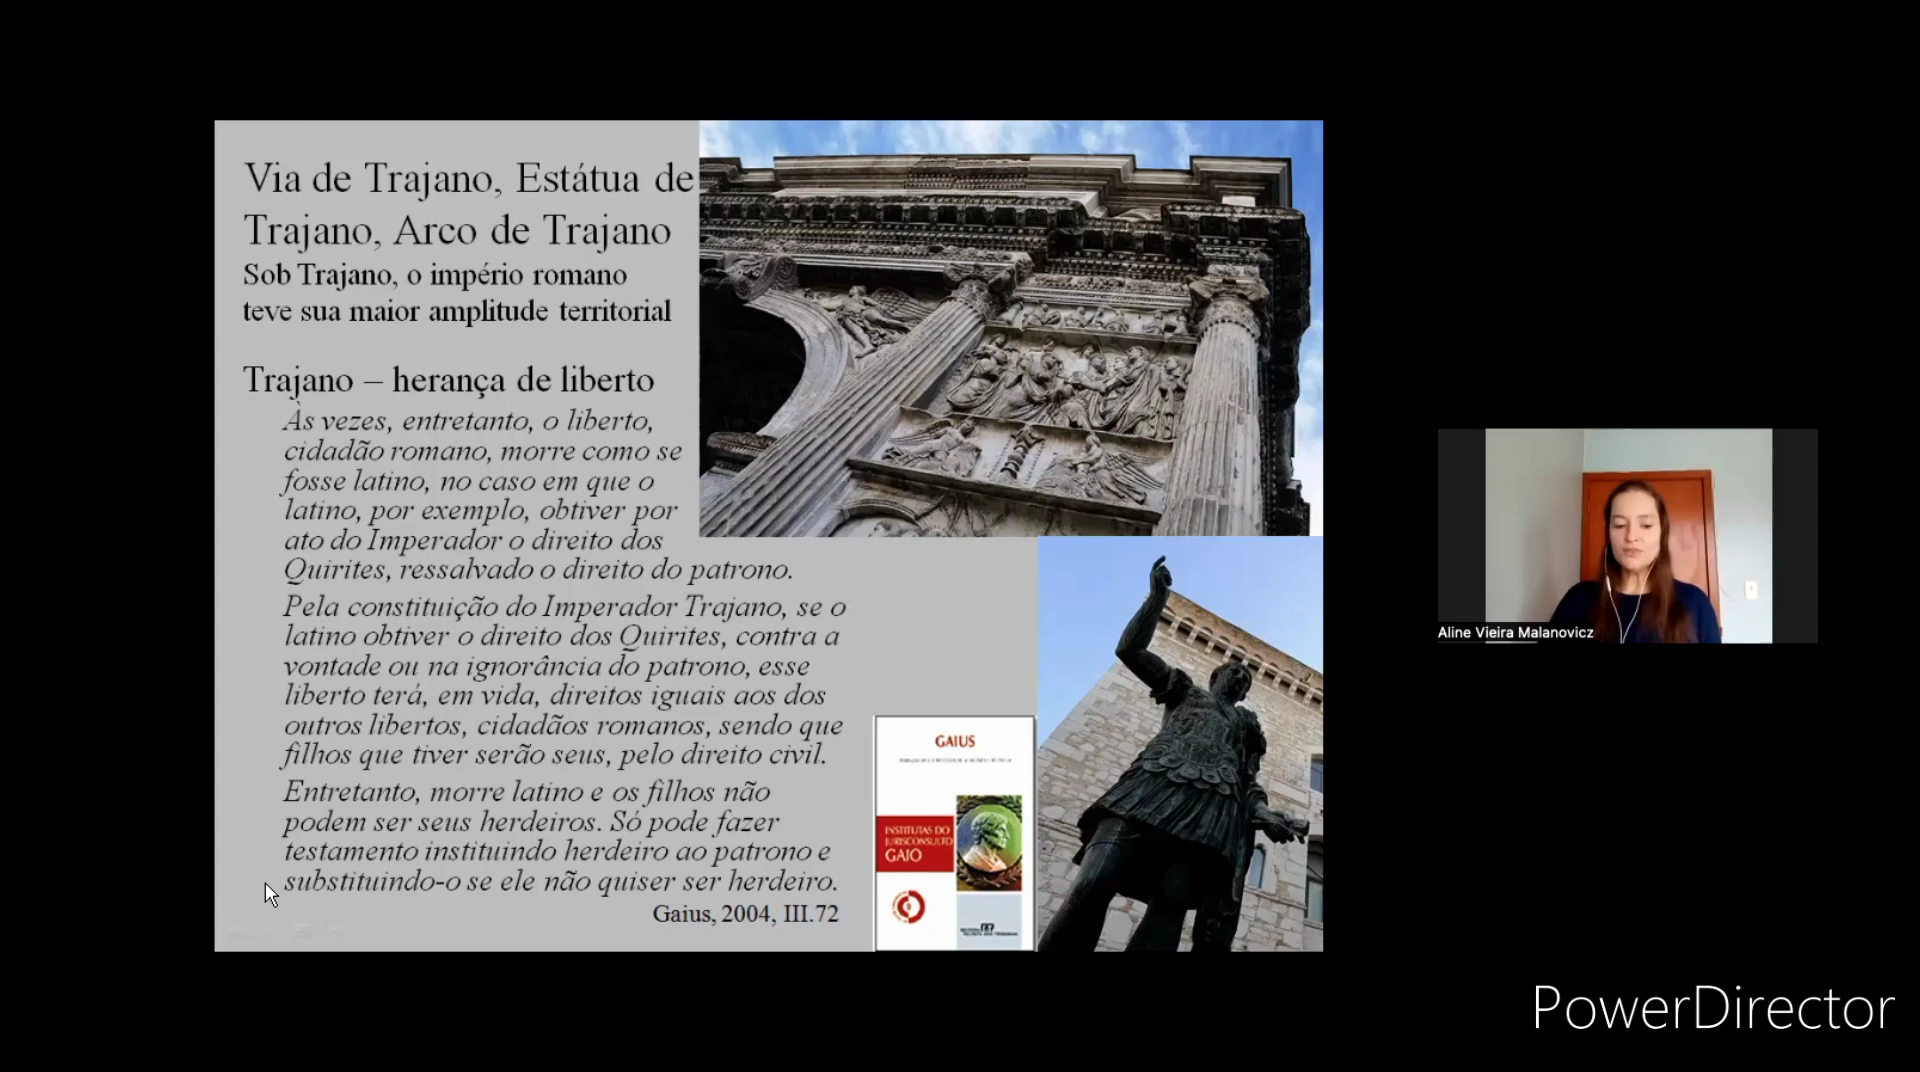 Via de Trajano, Estátua de
Trajano, Arco de Trajano
Sob Trajano, o império romano
teve sua maior amplitude territorial
Trajano – herança de liberto
Às vezes, entretanto, o liberto,
cidadão romano, morre como se
fosse latino, no caso em que o
latino, por exemplo, obtiver por
ato do Imperador o direito dos
Quirites, ressalvado o direito do patrono.
Pela constituição do Imperador Trajano, se o
latino obtiver o direito dos Quirites, contra a
vontade ou na ignorância do patrono, esse
liberto terá, em vida, direitos iguais aos dos
outros libertos, cidadãos romanos, sendo que
filhos que tiver serão seus, pelo direito civil.
Entretanto, morre latino e os filhos não
podem ser seus herdeiros. Só pode fazer
testamento instituindo herdeiro ao patrono e
substituindo-o se ele não quiser ser herdeiro.
Gaius, 2004, III.72
GAIUS
INSTITUTAS DO
JURISCONSULTO
GAIO
Aline Vieira Malanovicz
PowerDirector